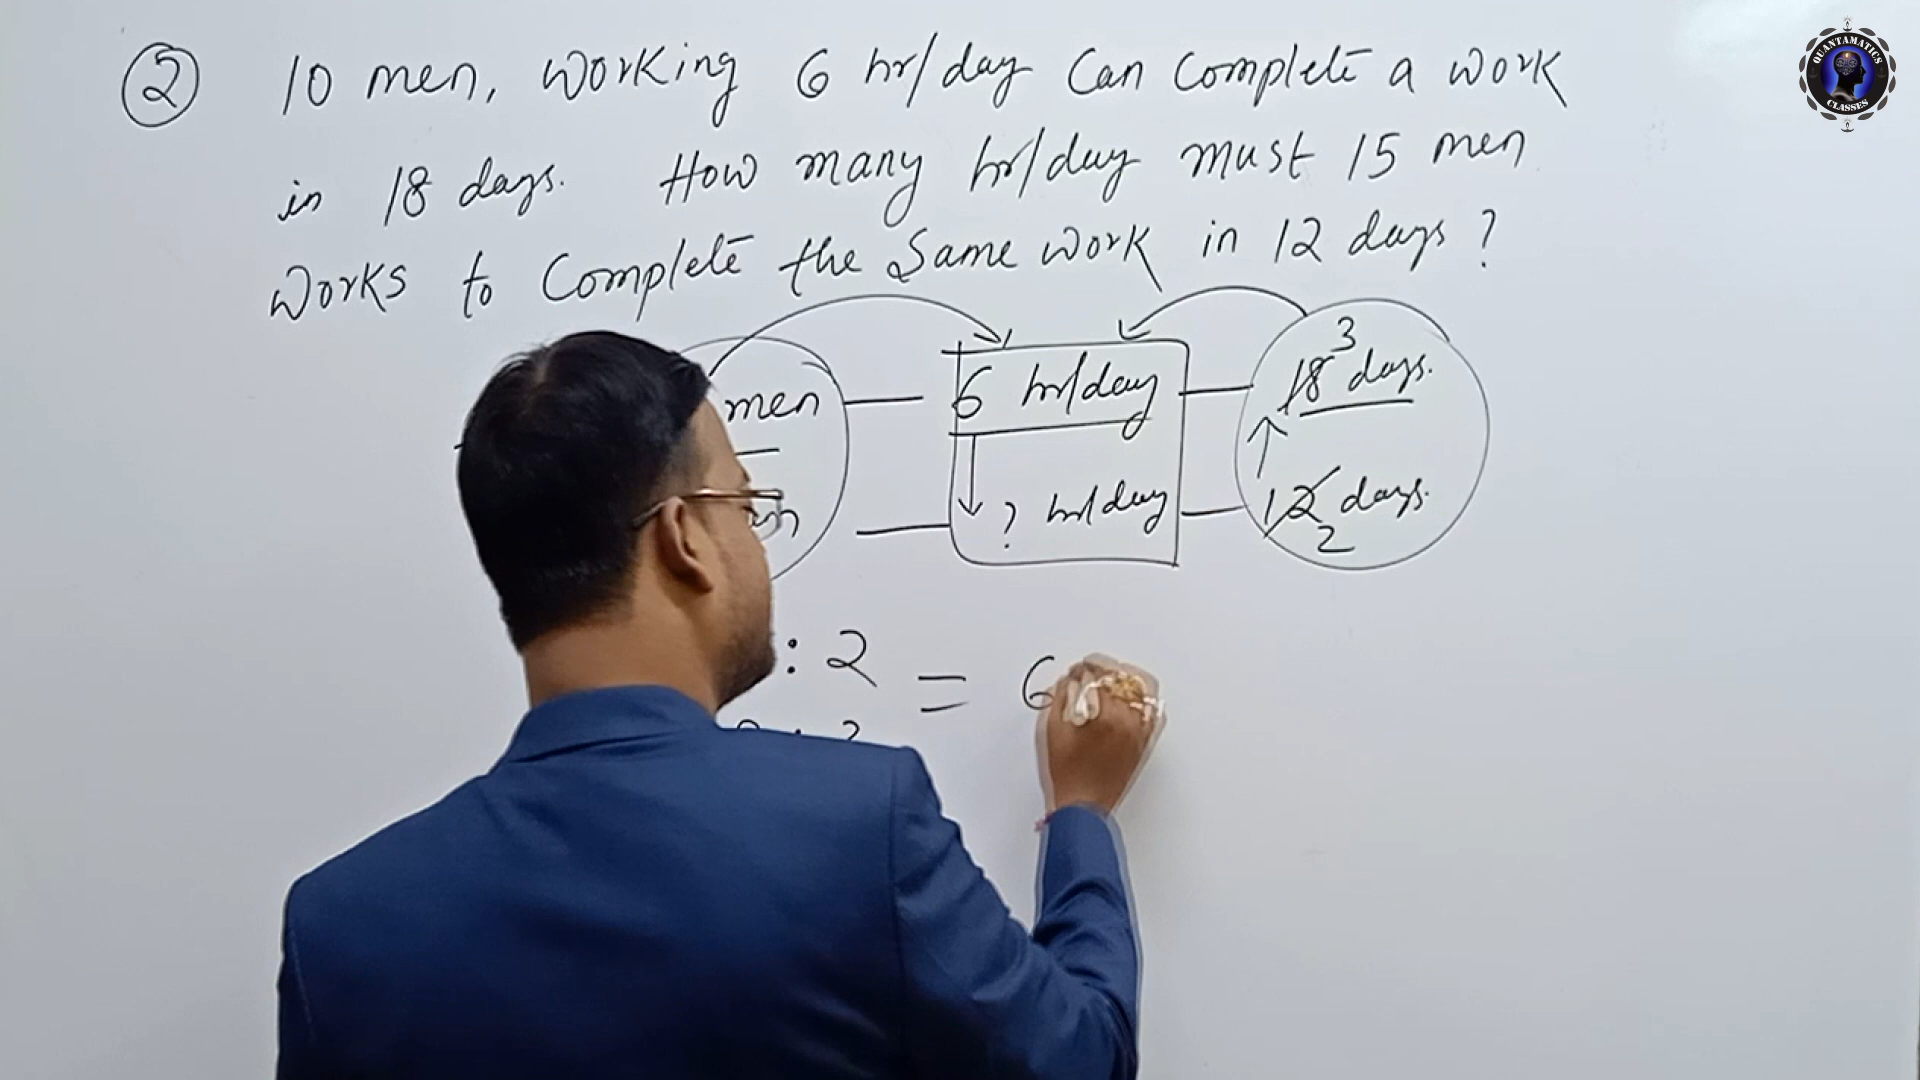 ② 10 men, working 6 hr/day can complete a work
in 18 days. How many hr/day must 15 men
works to complete the same work in 12 days?
men — 6 hr/day — 18 3 days.
— ? hr/day — 12 2 days.
: 2 = 6
QUANTAMATICS
CLASSES